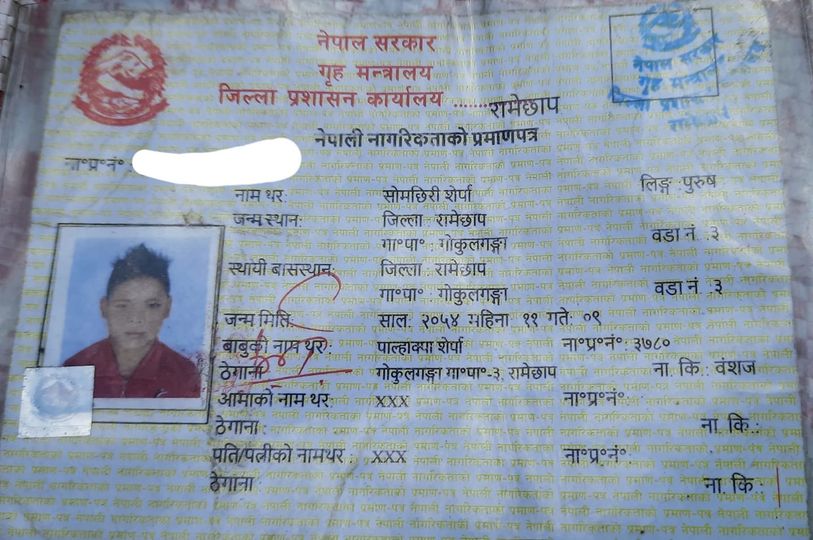 नेपाल सरकार
गृह मन्त्रालय
जिल्ला प्रशासन कार्यालय ........रामेछाप
नेपाल सरकार
गृह मन्त्रालय
नेपाली नागरिकताको प्रमाणपत्र
ना°प्र°नं°:
नाम थर: सोमछिरी शेर्पा लिङ्ग : पुरुष
जन्म स्थान: जिल्ला : रामेछाप
गा°पा° : गोकुलगङ्गा वडा नं .३
स्थायी बासस्थान: जिल्ला : रामेछाप
गा°पा° : गोकुलगङ्गा वडा नं : ३
जन्म मिति: साल: २०५४ महिना ११ गते: ०९
बाबुको नाम थर: पाल्हाक्पा शेर्पा ना°प्र°नं°: ३७८०
ठेगाना गोकुलगङ्गा गा°पा°-३, रामेछाप ना. कि : वंशज
आमाको नाम थर: xxx ना°प्र°नं°:
ठेगाना: ना कि :
पति/पत्नीको नामथर : xxx ना°प्र°नं°:
ठेगाना: ना. कि :